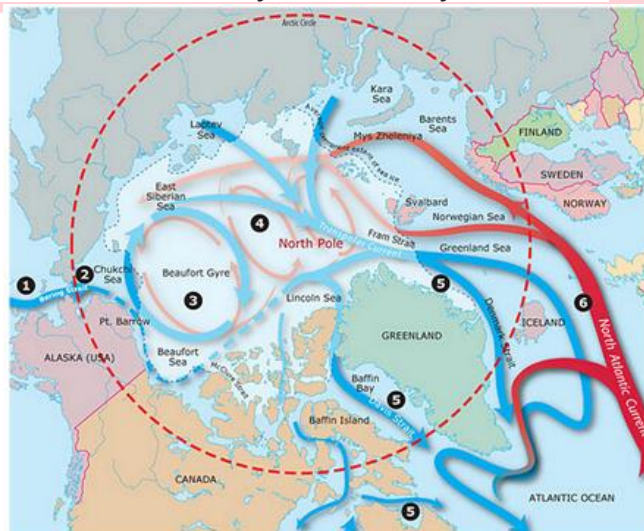 Arctic Circle
Kara
Sea
Laptev Sea
Barents
Sea
Mys Zheleniya
FINLAND
SWEDEN
NORWAY
East
Siberian Sea
4
Svalbard
Norwegian Sea
North Pole
Transpolar Current
Fram Strait
Greenland Sea
1
2
Chukchi
Sea
Bering Strait
Beaufort Gyre
3
Lincoln Sea
5
6
Pt. Barrow
Denmark Strait
ICELAND
North Atlantic Current
GREENLAND
ALASKA (USA)
Beaufort
Sea
McClure Strait
Baffin
Bay
5
Davis Strait
Baffin Island
CANADA
5
ATLANTIC OCEAN